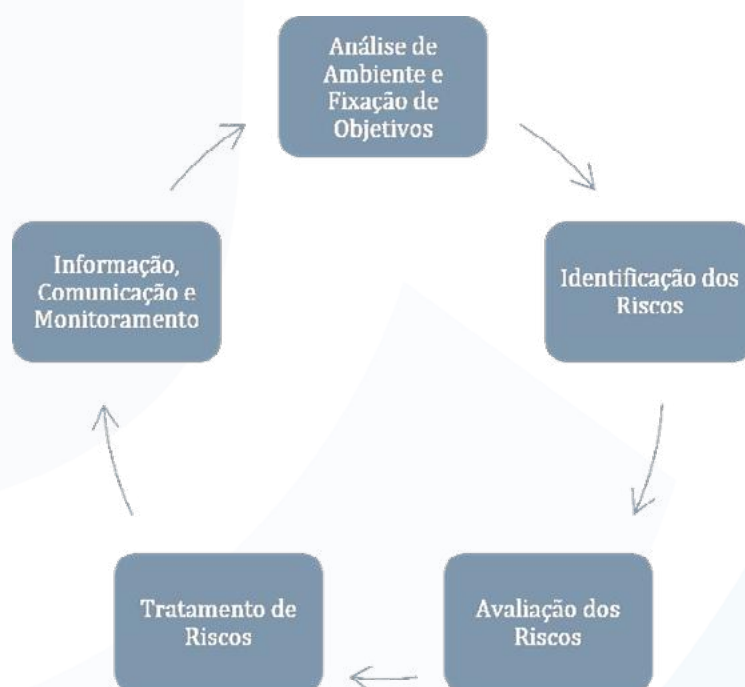 Análise de
Ambiente e
Fixação de
Objetivos
Identificação dos
Riscos
Avaliação dos
Riscos
Tratamento de
Riscos
Informação,
Comunicação e
Monitoramento